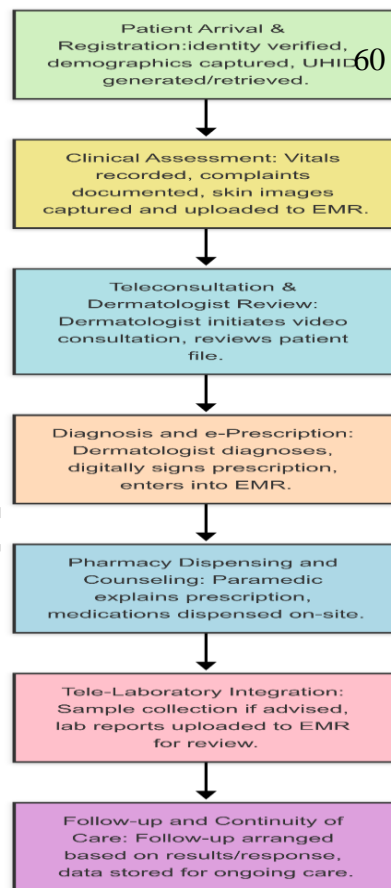 Patient Arrival &
Registration:identity verified,
demographics captured, UHID 60
generated/retrieved.
Clinical Assessment: Vitals
recorded, complaints
documented, skin images
captured and uploaded to EMR.
Teleconsultation &
Dermatologist Review:
Dermatologist initiates video
consultation, reviews patient
file.
Diagnosis and e-Prescription:
Dermatologist diagnoses,
digitally signs prescription,
enters into EMR.
Pharmacy Dispensing and
Counseling: Paramedic
explains prescription,
medications dispensed on-site.
Tele-Laboratory Integration:
Sample collection if advised,
lab reports uploaded to EMR
for review.
Follow-up and Continuity of
Care: Follow-up arranged
based on results/response,
data stored for ongoing care.